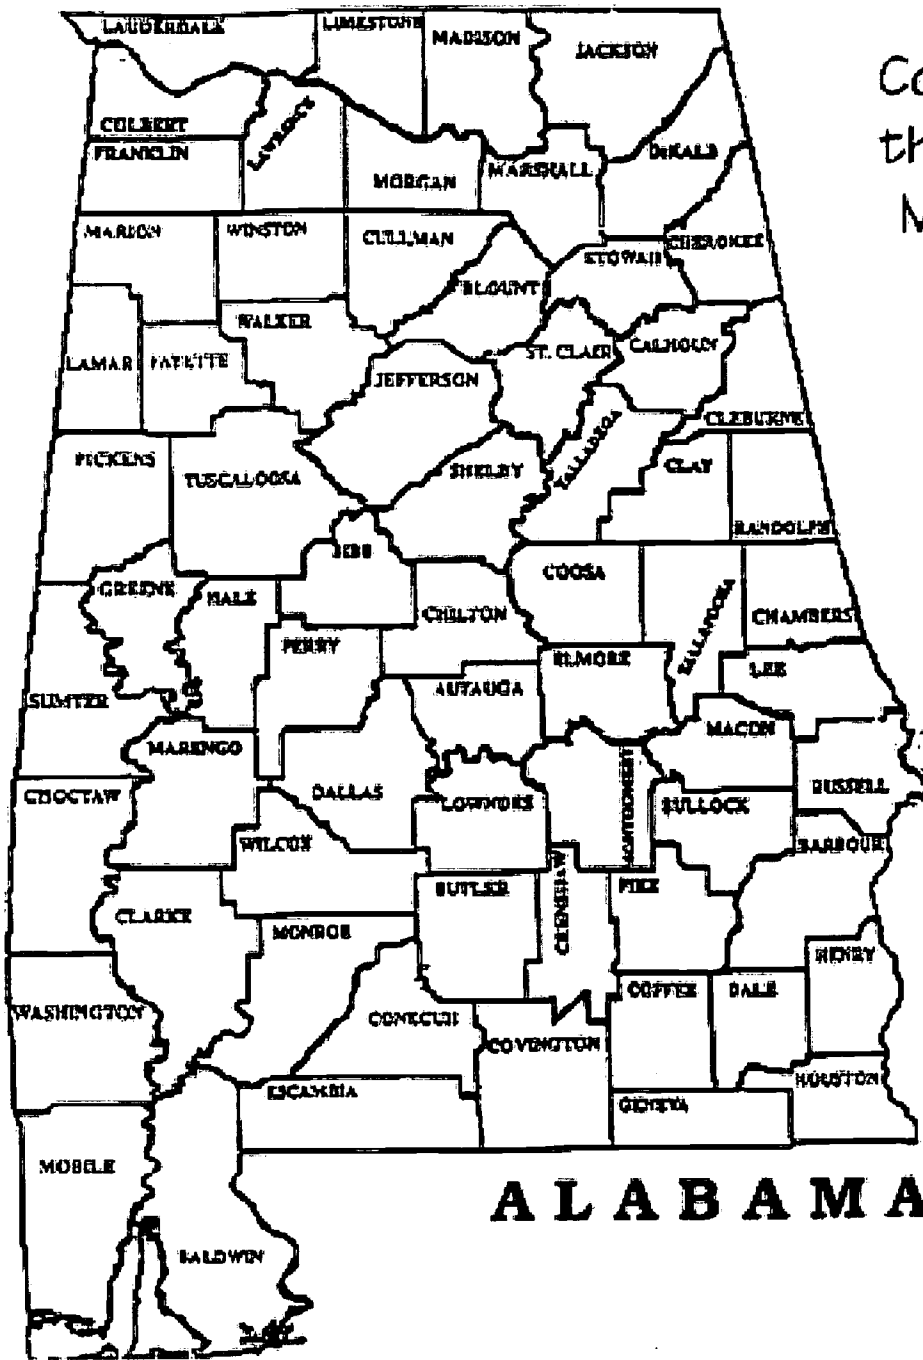 LAUDERDALE
LIMESTONE
MADISON
JACKSON
Co
th
M
COLBERT
LAWRENCE
FRANKLIN
MORGAN
MARSHALL
DeKALB
MARION
WINSTON
CULLMAN
CHEROKEE
ETOWAH
BLOUNT
WALKER
LAMAR
FAYETTE
JEFFERSON
ST. CLAIR
CALHOUN
CLEBURNE
TALLADEGA
PICKENS
TUSCALOOSA
SHELBY
CLAY
RANDOLPH
BIBB
COOSA
GREENE
HALE
CHILTON
TALLAPOOSA
CHAMBERS
PERRY
ELMORE
LEE
SUMTER
AUTAUGA
MACON
MARENGO
CHOCTAW
DALLAS
LOWNDES
MONTGOMERY
BULLOCK
RUSSELL
WILCOX
BARBOUR
CLARKE
BUTLER
CRENSHAW
PIKE
MONROE
HENRY
WASHINGTON
CONECUH
COFFEE
DALE
COVINGTON
HOUSTON
ESCAMBIA
GENEVA
MOBILE
ALABAMA
BALDWIN